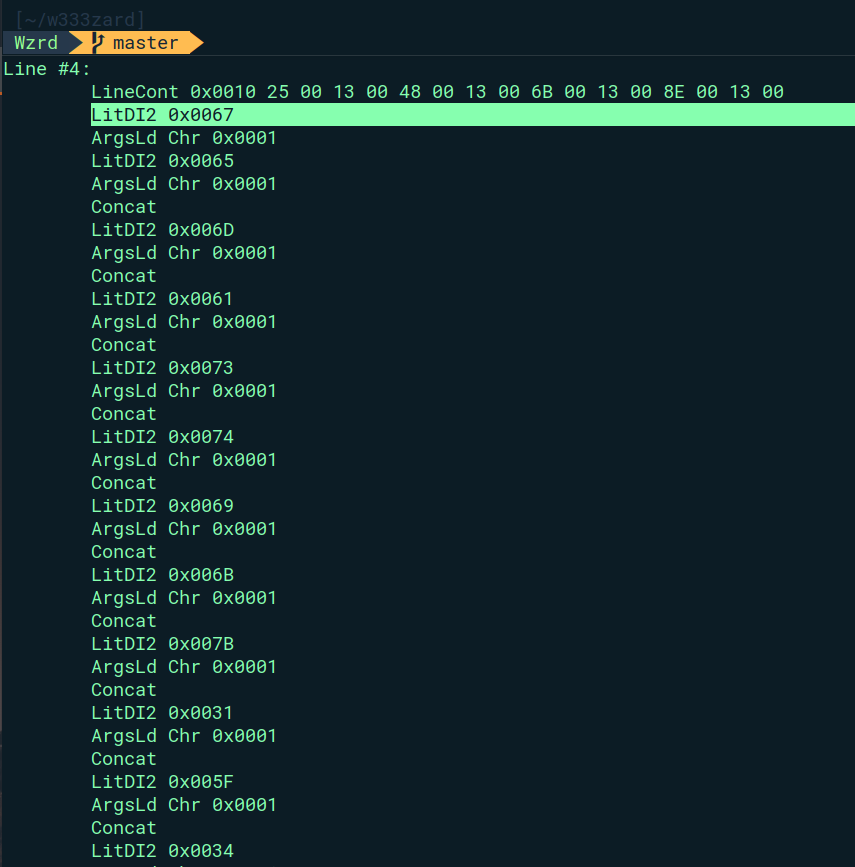 [~/w333zard]
Wzrd master
Line #4:
LineCont 0x0010 25 00 13 00 48 00 13 00 6B 00 13 00 8E 00 13 00
LitDI2 0x0067
ArgsLd Chr 0x0001
LitDI2 0x0065
ArgsLd Chr 0x0001
Concat
LitDI2 0x006D
ArgsLd Chr 0x0001
Concat
LitDI2 0x0061
ArgsLd Chr 0x0001
Concat
LitDI2 0x0073
ArgsLd Chr 0x0001
Concat
LitDI2 0x0074
ArgsLd Chr 0x0001
Concat
LitDI2 0x0069
ArgsLd Chr 0x0001
Concat
LitDI2 0x006B
ArgsLd Chr 0x0001
Concat
LitDI2 0x007B
ArgsLd Chr 0x0001
Concat
LitDI2 0x0031
ArgsLd Chr 0x0001
Concat
LitDI2 0x005F
ArgsLd Chr 0x0001
Concat
LitDI2 0x0034